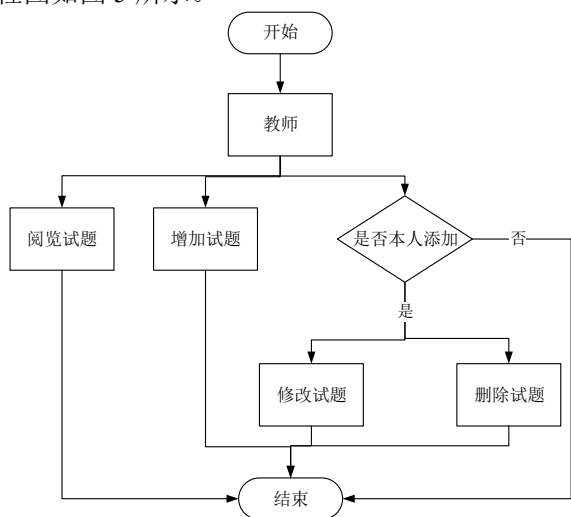 程图如图 3 所示。
开始
教师
阅览试题
增加试题
是否本人添加
否
是
修改试题
删除试题
结束